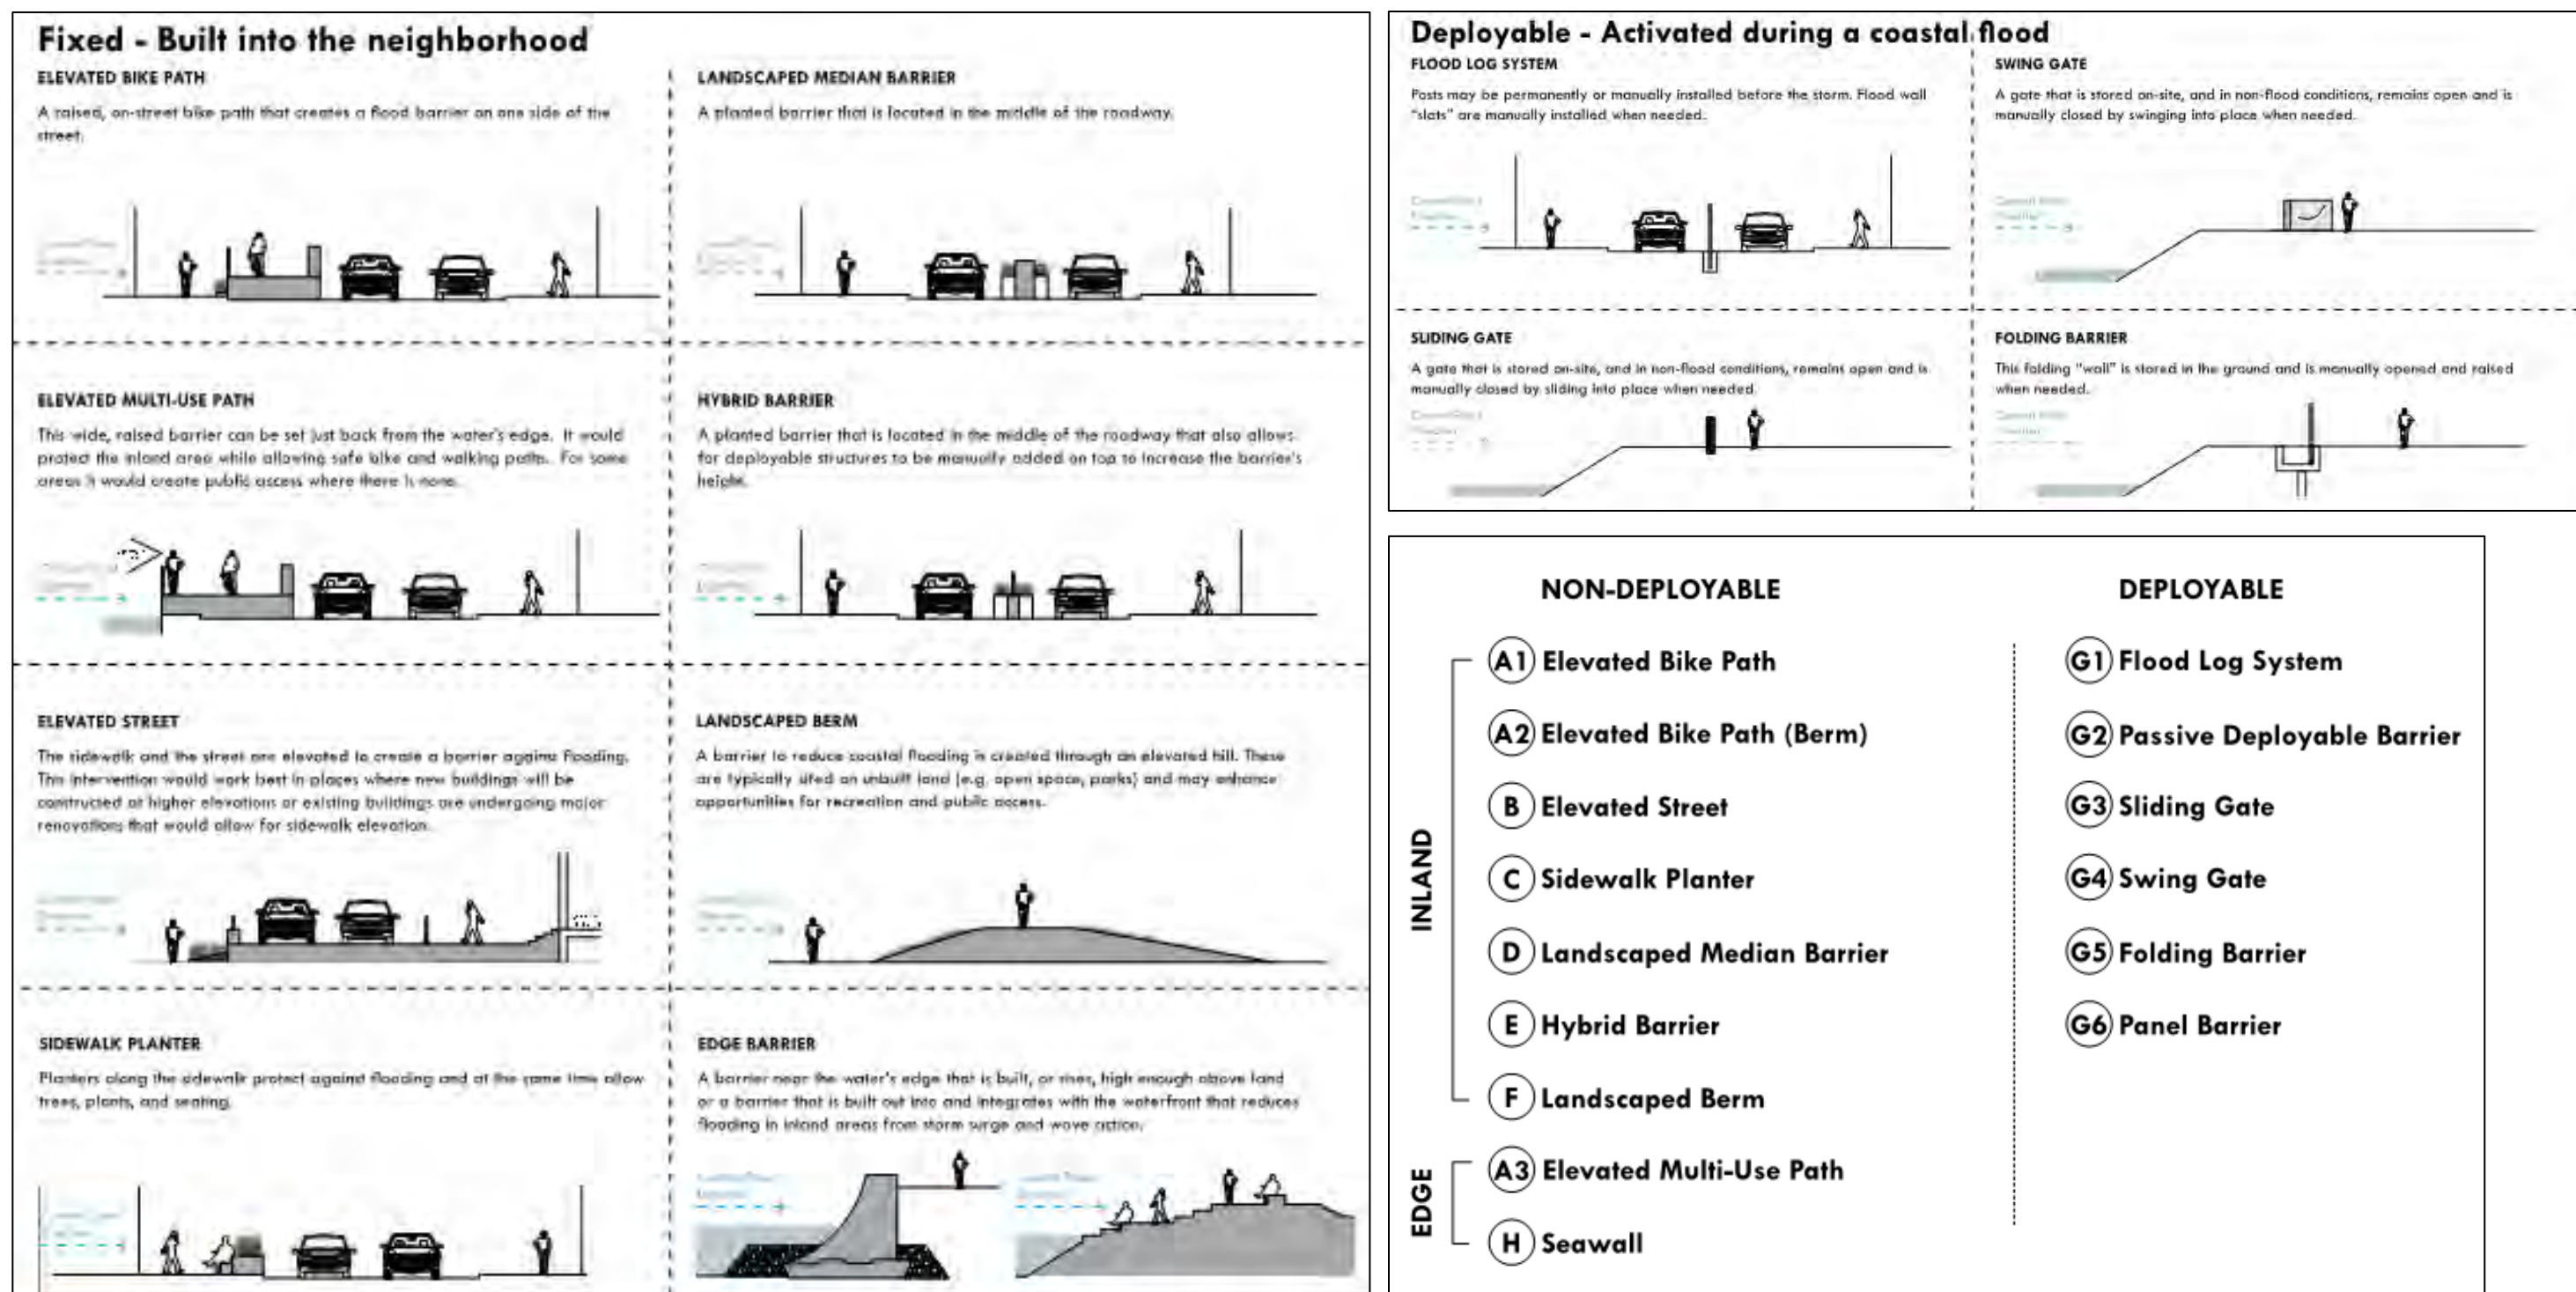 Fixed - Built into the neighborhood
ELEVATED BIKE PATH
A raised, on-street bike path that creates a flood barrier on one side of the
street.
LANDSCAPED MEDIAN BARRIER
A planted barrier that is located in the middle of the roadway.
ELEVATED MULTI-USE PATH
This wide, raised barrier can be set just back from the water's edge. It would
protect the inland area while allowing safe bike and walking paths. For some
areas it would create public access where there is none.
HYBRID BARRIER
A planted barrier that is located in the middle of the roadway that also allows
for deployable structures to be manually added on top to increase the barrier's
height.
ELEVATED STREET
The sidewalk and the street are elevated to create a barrier against flooding.
This intervention would work best in places where new buildings will be
constructed at higher elevations or existing buildings are undergoing major
renovations that would allow for sidewalk elevation.
LANDSCAPED BERM
A barrier to reduce coastal flooding is created through an elevated hill. These
are typically sited on unbuilt land (e.g. open space, parks) and may enhance
opportunities for recreation and public access.
SIDEWALK PLANTER
Planters along the sidewalk protect against flooding and at the same time allow
trees, plants, and seating.
EDGE BARRIER
A barrier near the water's edge that is built, or rises, high enough above land
or a barrier that is built out into and integrates with the waterfront that reduces
flooding in inland areas from storm surge and wave action.
Deployable - Activated during a coastal flood
FLOOD LOG SYSTEM
Posts may be permanently or manually installed before the storm. Flood wall
"slats" are manually installed when needed.
SWING GATE
A gate that is stored on-site, and in non-flood conditions, remains open and is
manually closed by swinging into place when needed.
SLIDING GATE
A gate that is stored on-site, and in non-flood conditions, remains open and is
manually closed by sliding into place when needed.
FOLDING BARRIER
This folding "wall" is stored in the ground and is manually opened and raised
when needed.
NON-DEPLOYABLE
INLAND
A1 Elevated Bike Path
A2 Elevated Bike Path (Berm)
B Elevated Street
C Sidewalk Planter
D Landscaped Median Barrier
E Hybrid Barrier
F Landscaped Berm
EDGE
A3 Elevated Multi-Use Path
H Seawall
DEPLOYABLE
G1 Flood Log System
G2 Passive Deployable Barrier
G3 Sliding Gate
G4 Swing Gate
G5 Folding Barrier
G6 Panel Barrier